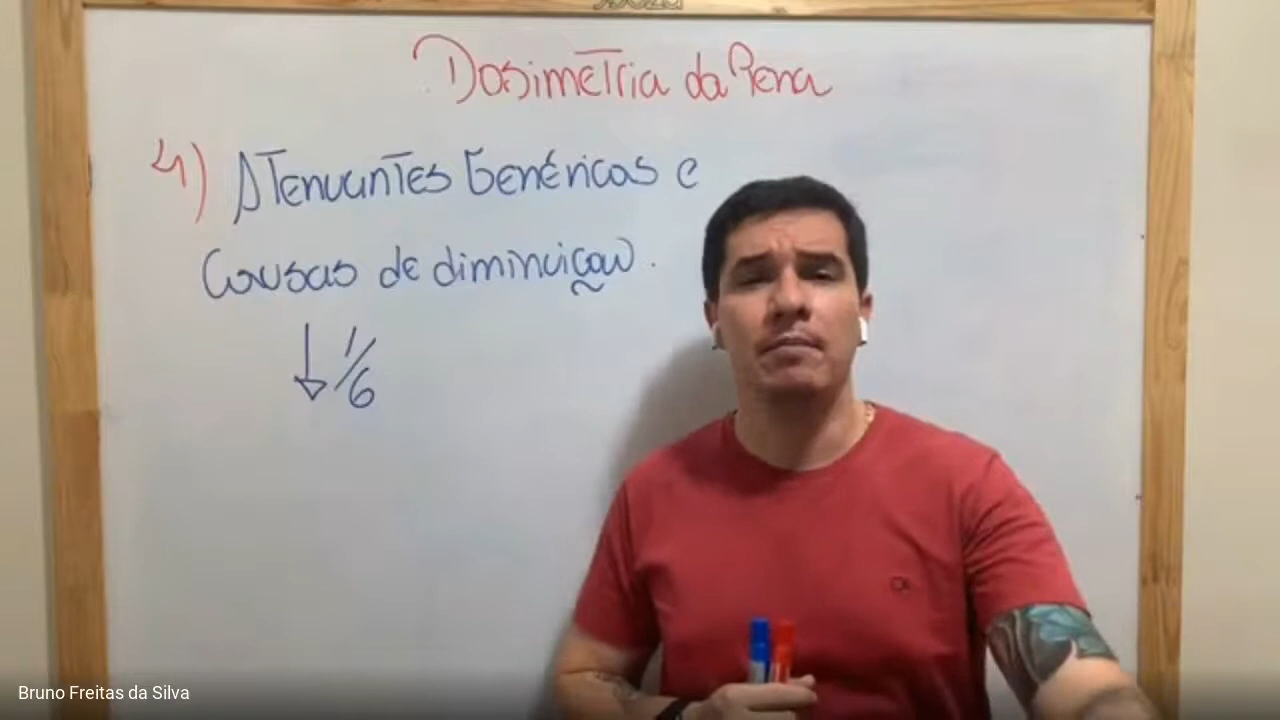 Dosimetria da Pena
4) Atenuantes Genéricas e
Causas de diminuição.
↓ 1/6
Bruno Freitas da Silva